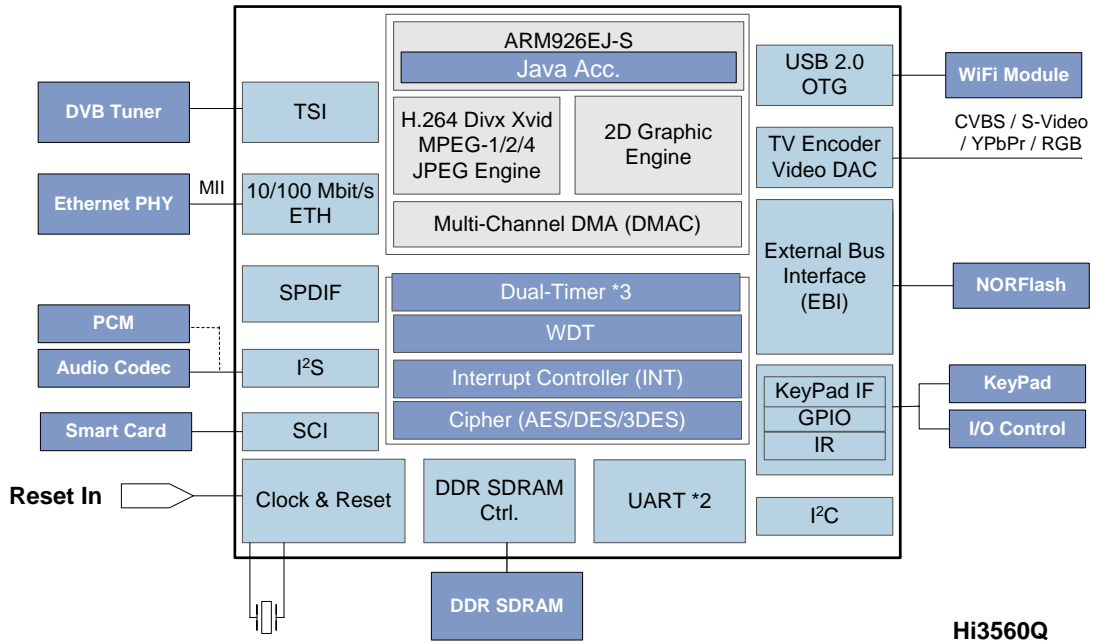 ARM926EJ-S
Java Acc.
H.264 Divx Xvid
MPEG-1/2/4
JPEG Engine
2D Graphic
Engine
Multi-Channel DMA (DMAC)
Dual-Timer *3
WDT
Interrupt Controller (INT)
Cipher (AES/DES/3DES)
DVB Tuner
TSI
Ethernet PHY
MII
10/100 Mbit/s
ETH
SPDIF
PCM
Audio Codec
I²S
Smart Card
SCI
Reset In
Clock & Reset
DDR SDRAM
Ctrl.
UART *2
DDR SDRAM
USB 2.0
OTG
WiFi Module
TV Encoder
Video DAC
CVBS / S-Video
/ YPbPr / RGB
External Bus
Interface
(EBI)
NORFlash
KeyPad IF
GPIO
IR
KeyPad
I/O Control
I²C
Hi3560Q